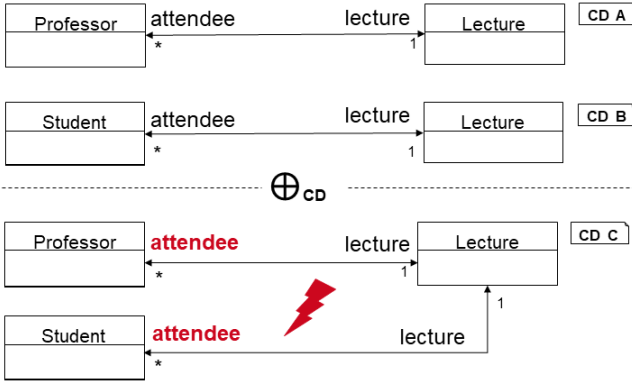 Professor attendee lecture Lecture CD A
* 1
Student attendee lecture Lecture CD B
* 1
⊕CD
Professor attendee lecture Lecture CD C
* 1
1
Student attendee lecture
*